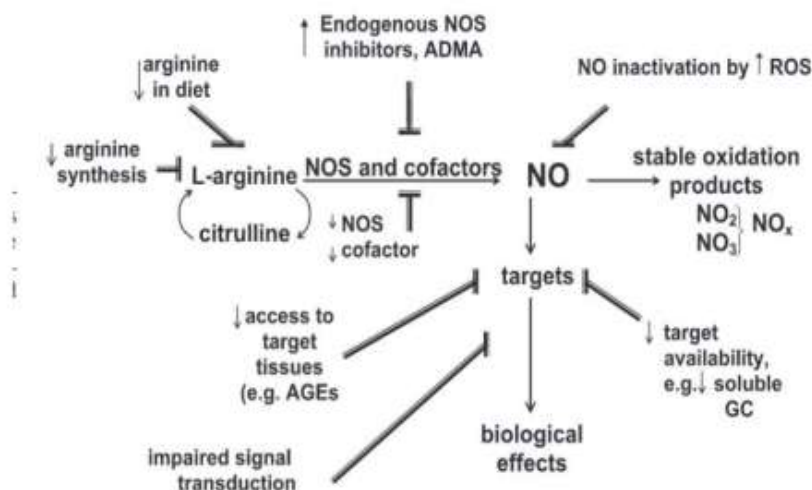 ↑ Endogenous NOS
inhibitors, ADMA
↓ arginine
in diet
NO inactivation by ↑ ROS
↓ arginine
synthesis
L-arginine
NOS and cofactors
NO
stable oxidation
products
NO2
NO3
} NOx
citrulline
↓ NOS
↓ cofactor
targets
↓ access to
target
tissues
(e.g. AGEs
↓ target
availability,
e.g.↓ soluble
GC
biological
effects
impaired signal
transduction